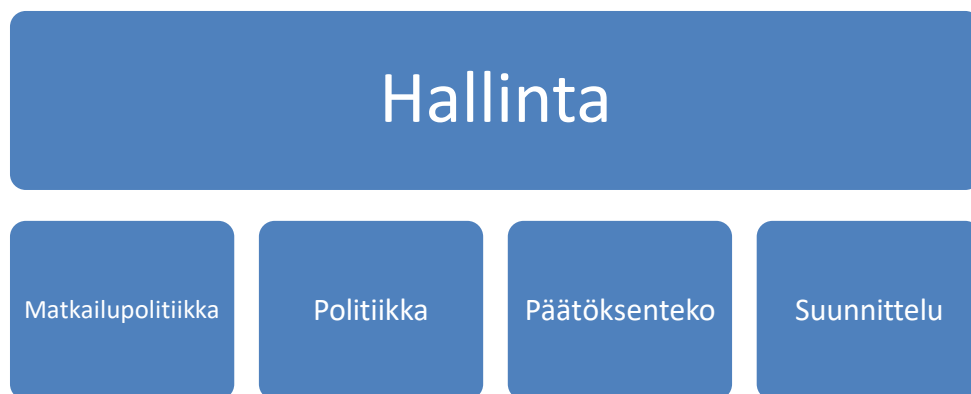 Hallinta
Matkailupolitiikka
Politiikka
Päätöksenteko
Suunnittelu